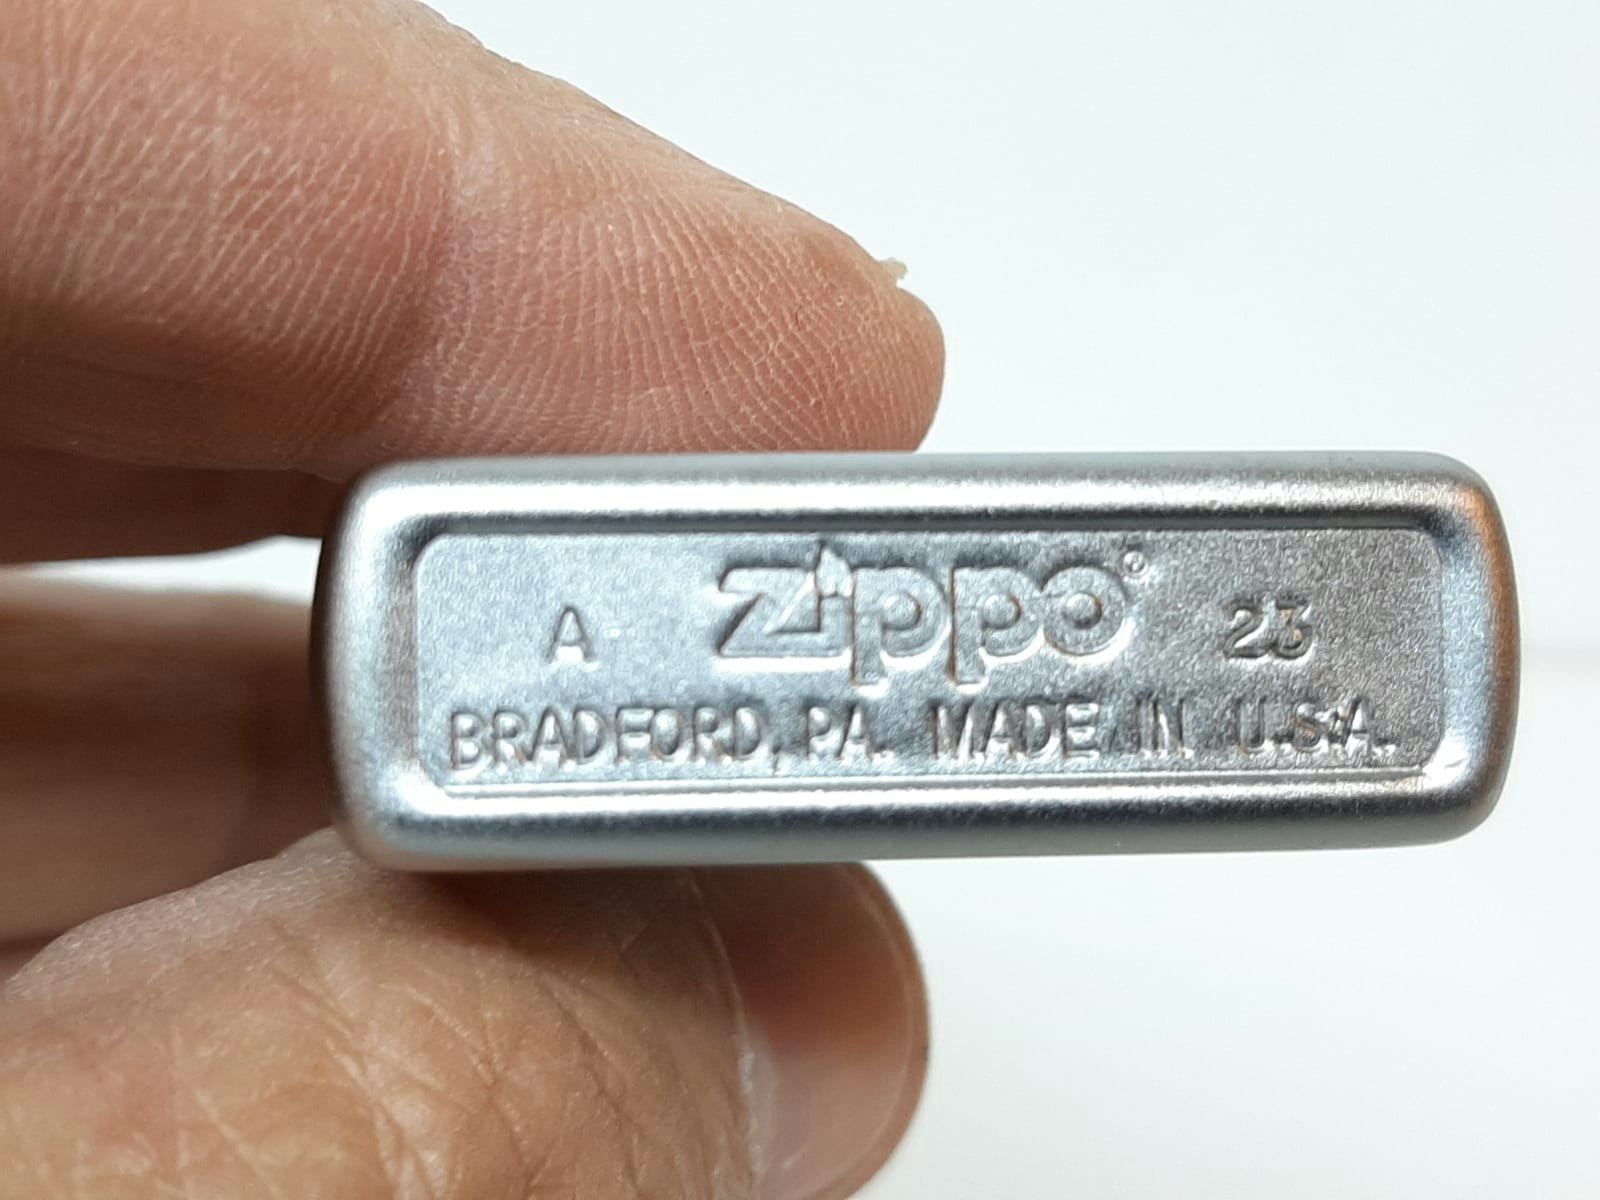 A zippo® 23
BRADFORD, PA. MADE IN U.S.A.